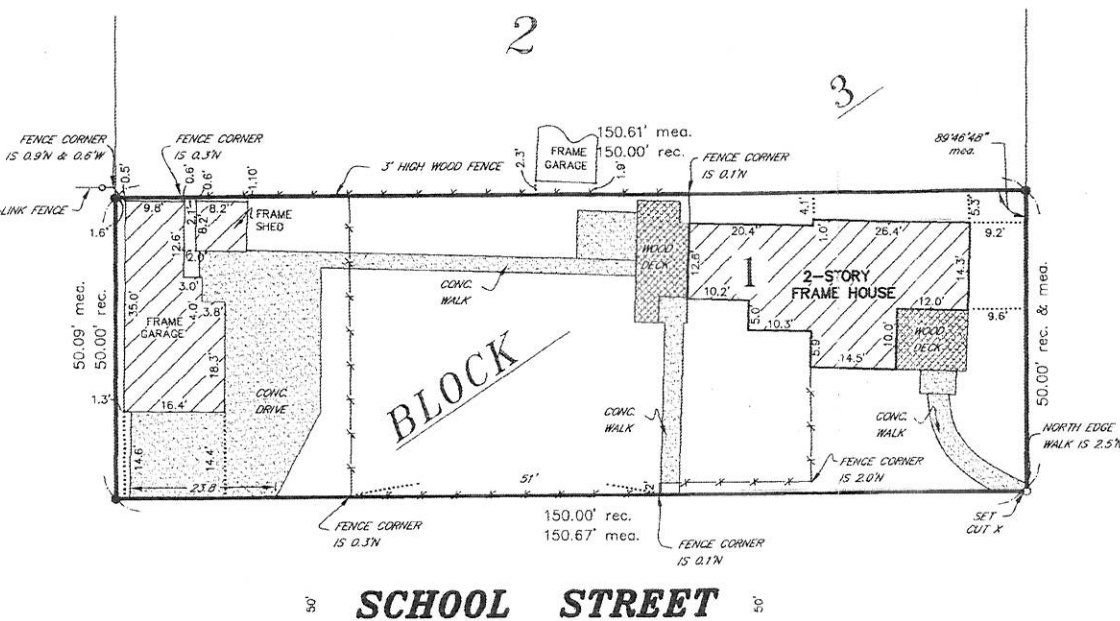 2
3
FENCE CORNER
IS 0.9'N & 0.6'W
FENCE CORNER
IS 0.3'N
3' HIGH WOOD FENCE
2.3'
FRAME
GARAGE
1.9'
150.61' mea.
150.00' rec.
FENCE CORNER
IS 0.1'N
89°46'48"
mea.
LINK FENCE
0.5'
0.6'
0.6'
1.10'
9.8'
2.1'
8.2'
8.2'
FRAME
SHED
1.6'
12.6'
2.0'
3.0'
4.0'
3.8'
35.0'
FRAME
GARAGE
18.3'
16.4'
50.09' mea.
50.00' rec.
1.3'
14.6'
14.4'
23.8
CONC.
DRIVE
CONC.
WALK
BLOCK
WOOD
DECK
12.6'
20.4'
4.1'
1.0'
26.4'
5.3'
9.2'
1
2-STORY
FRAME HOUSE
14.3'
10.2'
5.0'
10.3'
5.9'
14.5'
10.0'
12.0'
9.6'
WOOD
DECK
50.00' rec. & mea.
CONC.
WALK
CONC.
WALK
NORTH EDGE
WALK IS 2.5'N
FENCE CORNER
IS 2.0'N
51'
2'
FENCE CORNER
IS 0.3'N
150.00' rec.
150.67' mea.
FENCE CORNER
IS 0.1'N
SET
CUT X
50'
SCHOOL STREET
50'